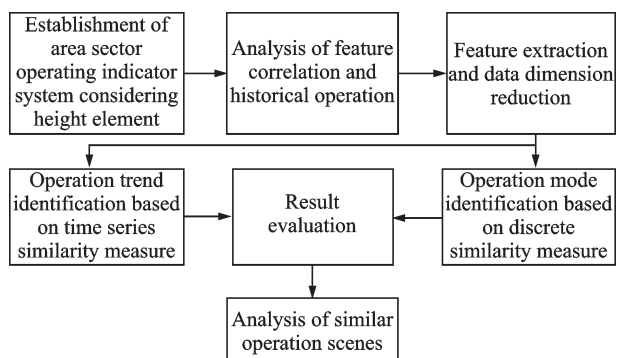 Establishment of
area sector
operating indicator
system considering
height element
Analysis of feature
correlation and
historical operation
Feature extraction
and data dimension
reduction
Operation trend
identification based
on time series
similarity measure
Result
evaluation
Operation mode
identification based
on discrete
similarity measure
Analysis of similar
operation scenes